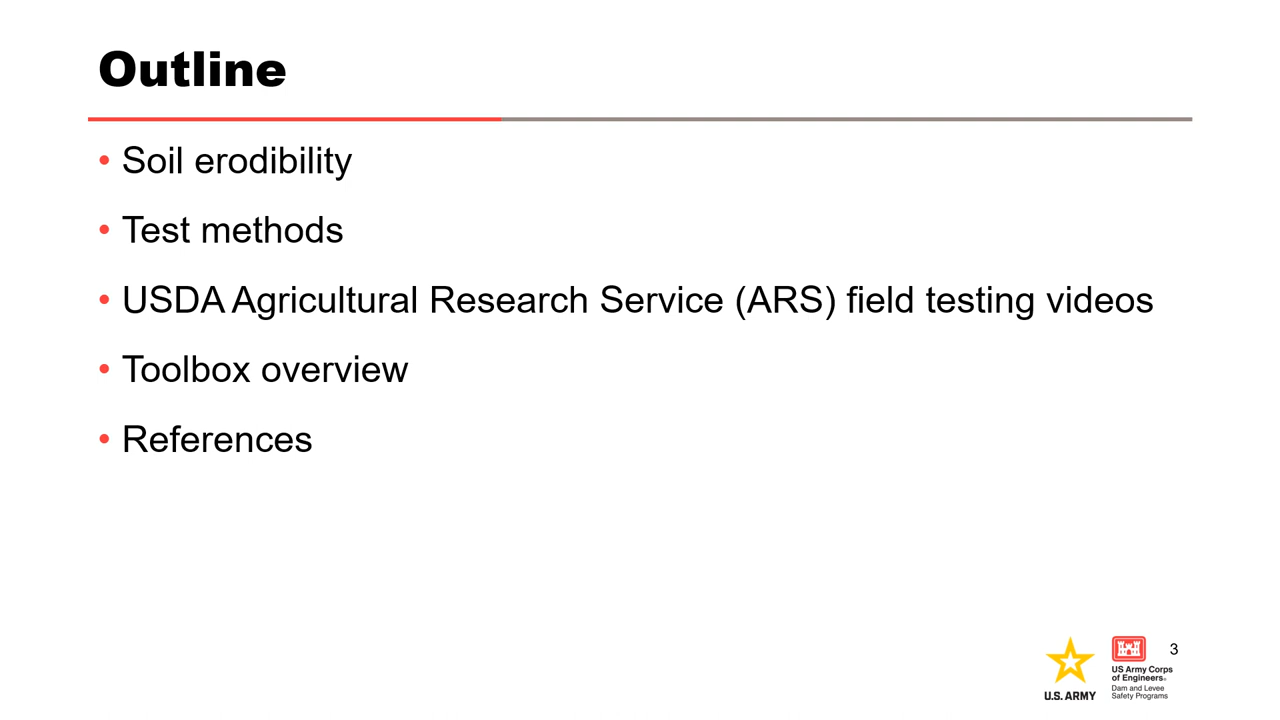 Outline
• Soil erodibility
• Test methods
• USDA Agricultural Research Service (ARS) field testing videos
• Toolbox overview
• References
3
U.S. ARMY
US Army Corps
of Engineers®
Dam and Levee
Safety Programs